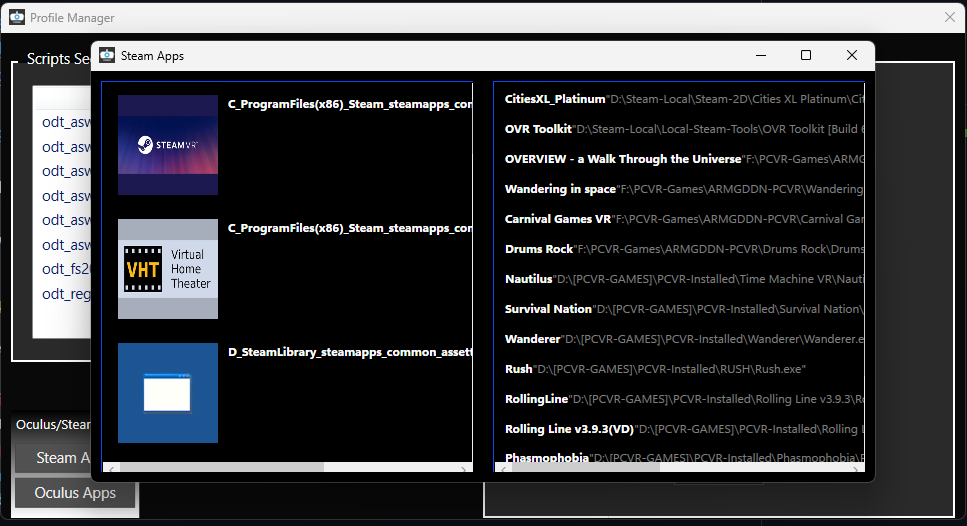 Profile Manager
Scripts Se
odt_asw
odt_asw
odt_asw
odt_asw
odt_asw
odt_asw
odt_fs20
odt_reg
Oculus/Steam
Steam A
Oculus Apps
Steam Apps
STEAMVR
C_ProgramFiles(x86)_Steam_steamapps_com
VHT Virtual
Home
Theater
C_ProgramFiles(x86)_Steam_steamapps_com
D_SteamLibrary_steamapps_common_assett
CitiesXL_Platinum"D:\Steam-Local\Steam-2D\Cities XL Platinum\Cit
OVR Toolkit"D:\Steam-Local\Local-Steam-Tools\OVR Toolkit [Build 6
OVERVIEW - a Walk Through the Universe"F:\PCVR-Games\ARMG
Wandering in space"F:\PCVR-Games\ARMGDDN-PCVR\Wandering
Carnival Games VR"F:\PCVR-Games\ARMGDDN-PCVR\Carnival Gar
Drums Rock"F:\PCVR-Games\ARMGDDN-PCVR\Drums Rock\Drums
Nautilus"D:\[PCVR-GAMES]\PCVR-Installed\Time Machine VR\Nauti
Survival Nation"D:\[PCVR-GAMES]\PCVR-Installed\Survival Nation\
Wanderer"D:\[PCVR-GAMES]\PCVR-Installed\Wanderer\Wanderer.e
Rush"D:\[PCVR-GAMES]\PCVR-Installed\RUSH\Rush.exe"
RollingLine"D:\[PCVR-GAMES]\PCVR-Installed\Rolling Line v3.9.3\Ro
Rolling Line v3.9.3(VD)"D:\[PCVR-GAMES]\PCVR-Installed\Rolling L
Phasmophobia"D:\[PCVR-GAMES]\PCVR-Installed\Phasmophobia\P